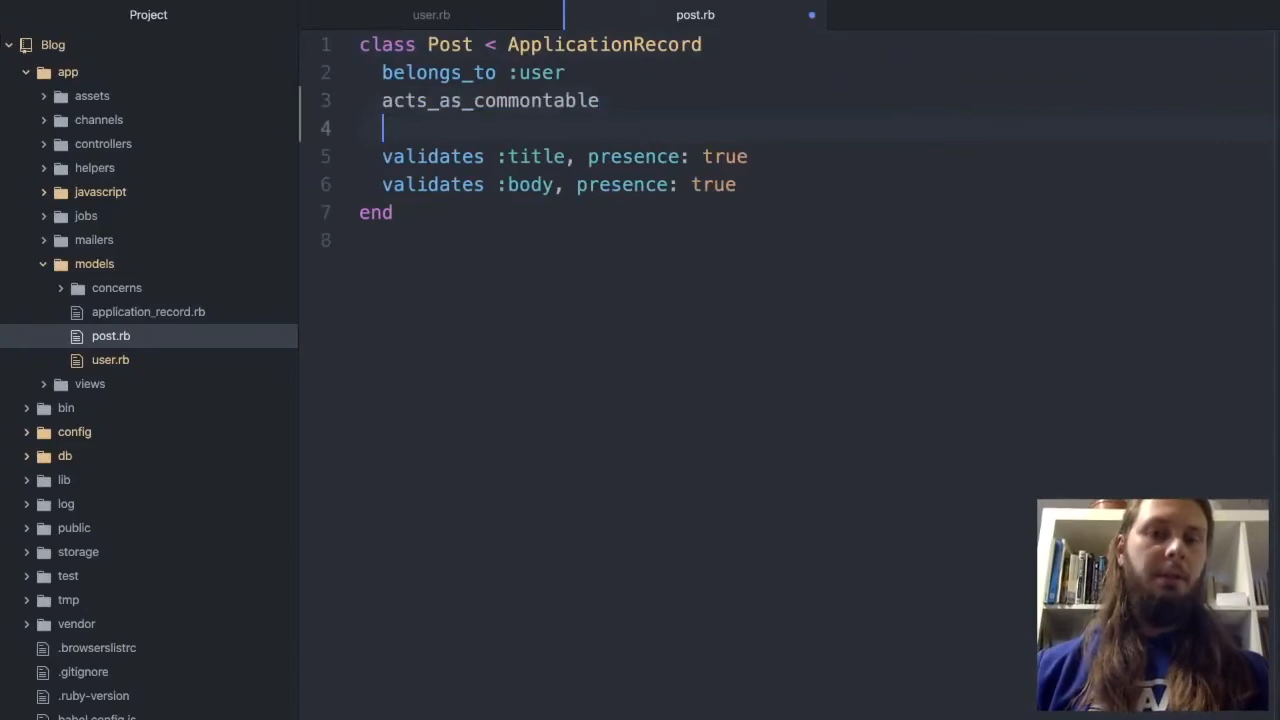 Project
Blog
app
assets
channels
controllers
helpers
javascript
jobs
mailers
models
concerns
application_record.rb
post.rb
user.rb
views
bin
config
db
lib
log
public
storage
test
tmp
vendor
.browserslistrc
.gitignore
.ruby-version
babel.config.js
user.rb
post.rb
1 class Post < ApplicationRecord
2 belongs_to :user
3 acts_as_commontable
4
5 validates :title, presence: true
6 validates :body, presence: true
7 end
8